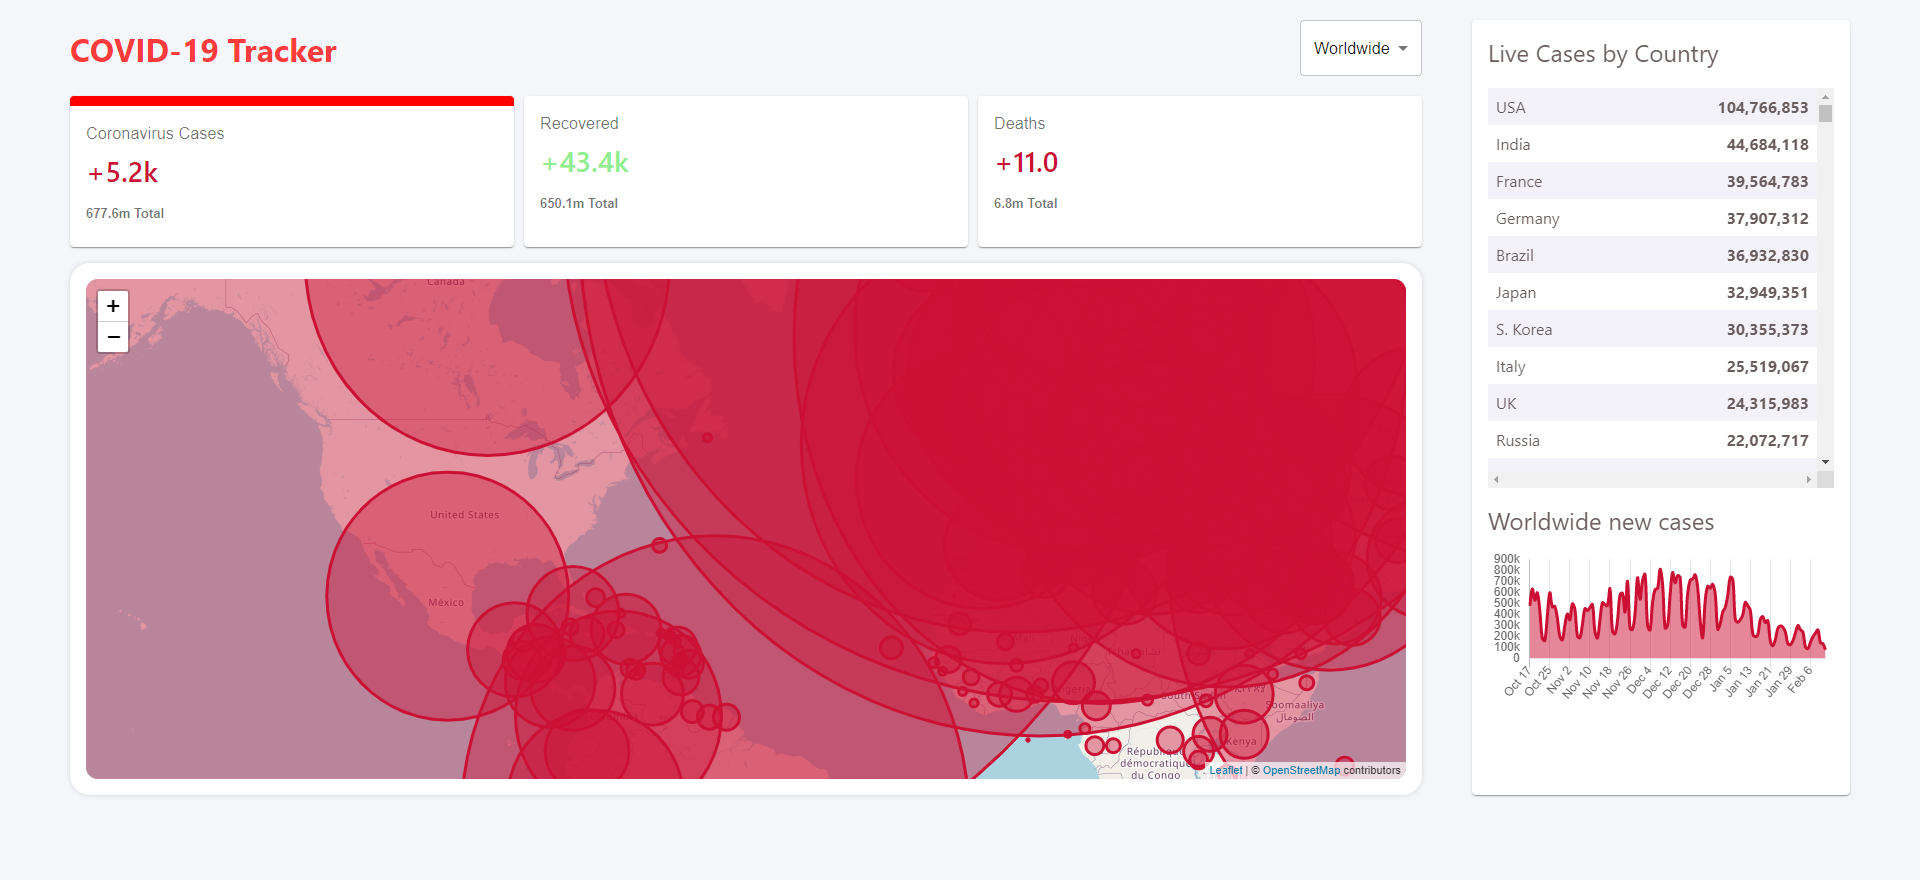 COVID-19 Tracker
Worldwide
Coronavirus Cases
+5.2k
677.6m Total
Recovered
+43.4k
650.1m Total
Deaths
+11.0
6.8m Total
+
−
Canada
United States
México
Nigeria
South Sudan
Soomaaliya
الصومال
Kenya
République
démocratique
du Congo
Leaflet | © OpenStreetMap contributors
Live Cases by Country
USA 104,766,853
India 44,684,118
France 39,564,783
Germany 37,907,312
Brazil 36,932,830
Japan 32,949,351
S. Korea 30,355,373
Italy 25,519,067
UK 24,315,983
Russia 22,072,717
Worldwide new cases
900k
800k
700k
600k
500k
400k
300k
200k
100k
0
Oct 17
Oct 25
Nov 2
Nov 10
Nov 18
Nov 26
Dec 4
Dec 12
Dec 20
Dec 28
Jan 5
Jan 13
Jan 21
Jan 29
Feb 6